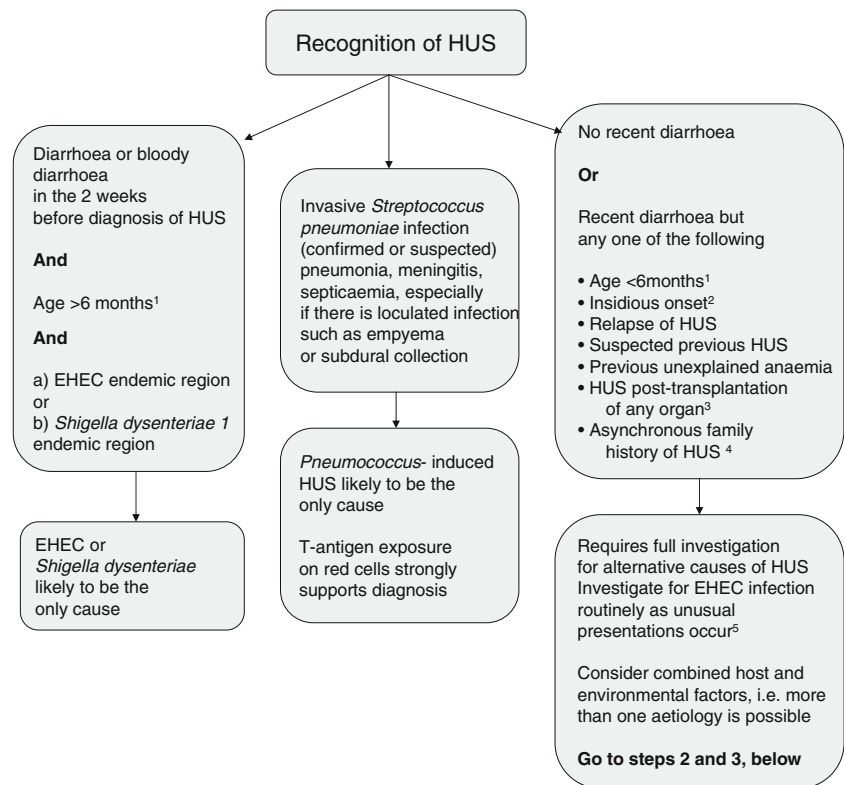 Recognition of HUS
Diarrhoea or bloody
diarrhoea
in the 2 weeks
before diagnosis of HUS
And
Age >6 months¹
And
a) EHEC endemic region
or
b) Shigella dysenteriae 1
endemic region
EHEC or
Shigella dysenteriae
likely to be the
only cause
Invasive Streptococcus
pneumoniae infection
(confirmed or suspected)
pneumonia, meningitis,
septicaemia, especially
if there is loculated infection
such as empyema
or subdural collection
Pneumococcus- induced
HUS likely to be the
only cause
T-antigen exposure
on red cells strongly
supports diagnosis
No recent diarrhoea
Or
Recent diarrhoea but
any one of the following
• Age <6months¹
• Insidious onset²
• Relapse of HUS
• Suspected previous HUS
• Previous unexplained anaemia
• HUS post-transplantation
of any organ³
• Asynchronous family
history of HUS ⁴
Requires full investigation
for alternative causes of HUS
Investigate for EHEC infection
routinely as unusual
presentations occur⁵
Consider combined host and
environmental factors, i.e. more
than one aetiology is possible
Go to steps 2 and 3, below